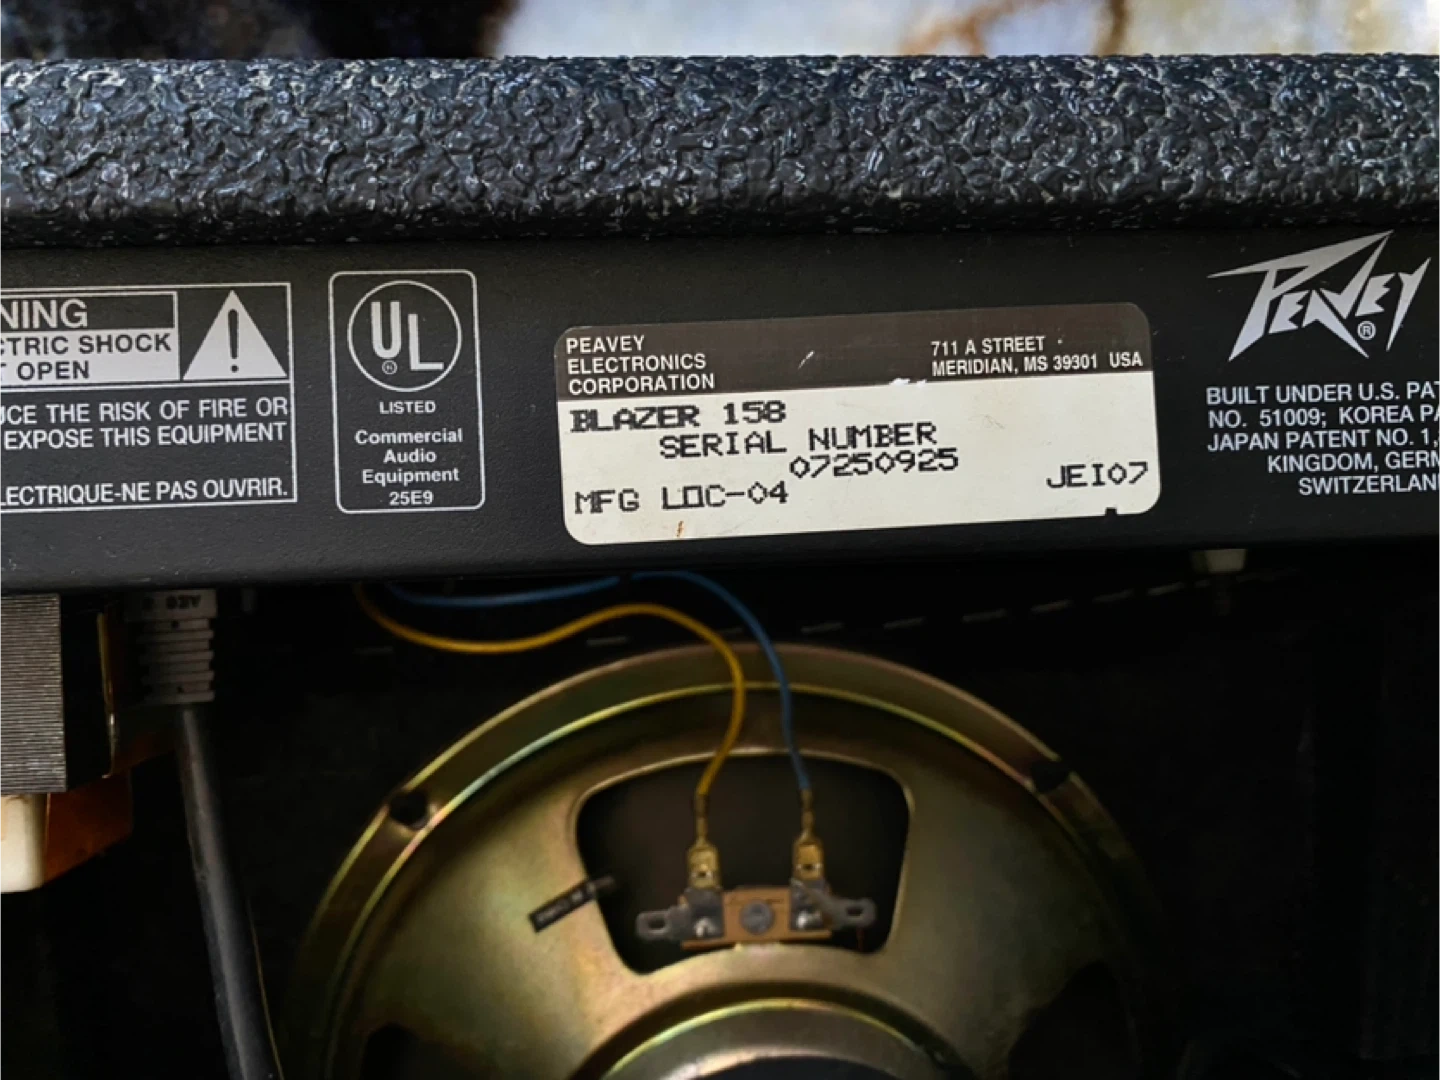 NING
CTRIC SHOCK
T OPEN
UCE THE RISK OF FIRE OR
EXPOSE THIS EQUIPMENT
LECTRIQUE-NE PAS OUVRIR.
UL
®
LISTED
Commercial
Audio
Equipment
25E9
PEAVEY
ELECTRONICS
CORPORATION
711 A STREET
MERIDIAN, MS 39301 USA
BLAZER 158
SERIAL NUMBER
07250925
MFG LOC-04
JEI07
PEAVEY®
BUILT UNDER U.S. PAT
NO. 51009; KOREA PA
JAPAN PATENT NO. 1,
KINGDOM, GERM
SWITZERLAN